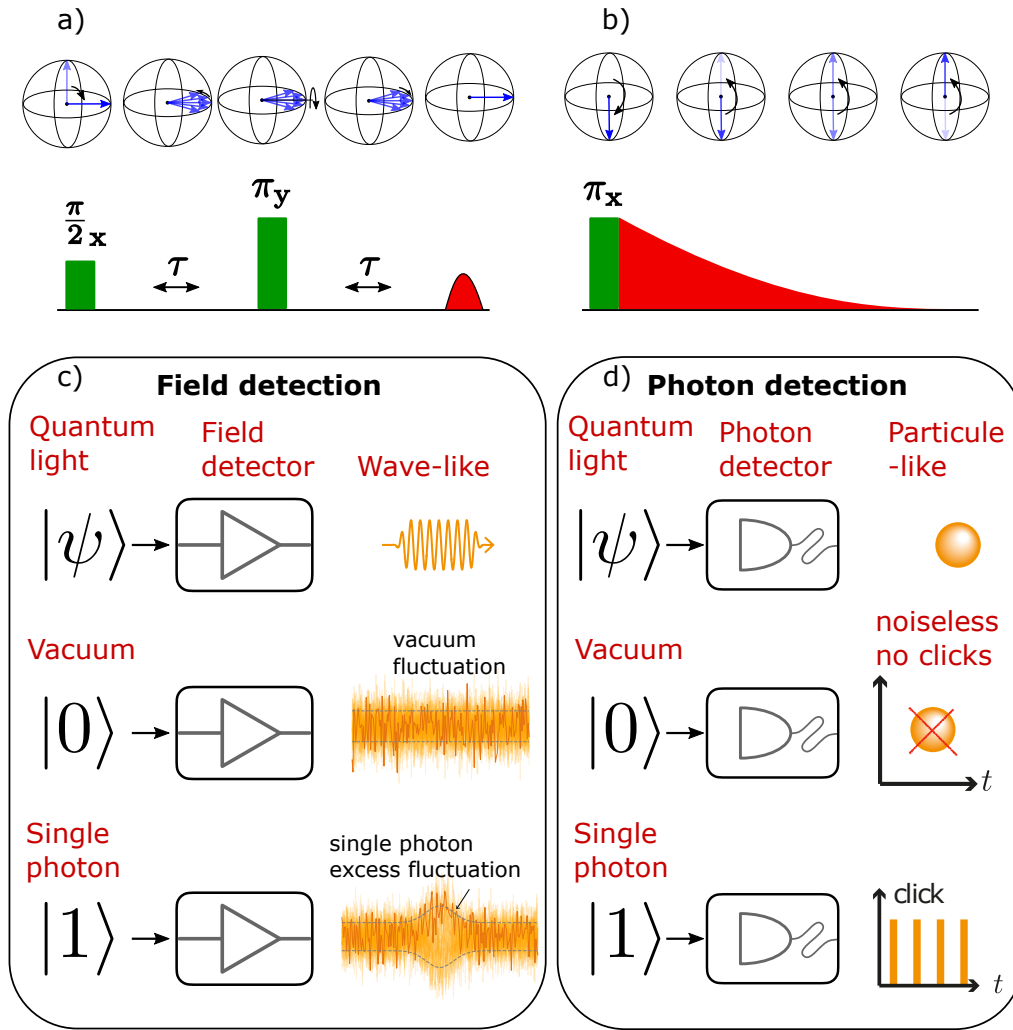 a)
b)
π/2 x
τ
π y
τ
π x
c)
Field detection
Quantum
light
Field
detector
Wave-like
|ψ⟩
Vacuum
vacuum
fluctuation
|0⟩
Single
photon
single photon
excess fluctuation
|1⟩
d)
Photon detection
Quantum
light
Photon
detector
Particule
-like
|ψ⟩
Vacuum
noiseless
no clicks
|0⟩
t
Single
photon
|1⟩
click
t